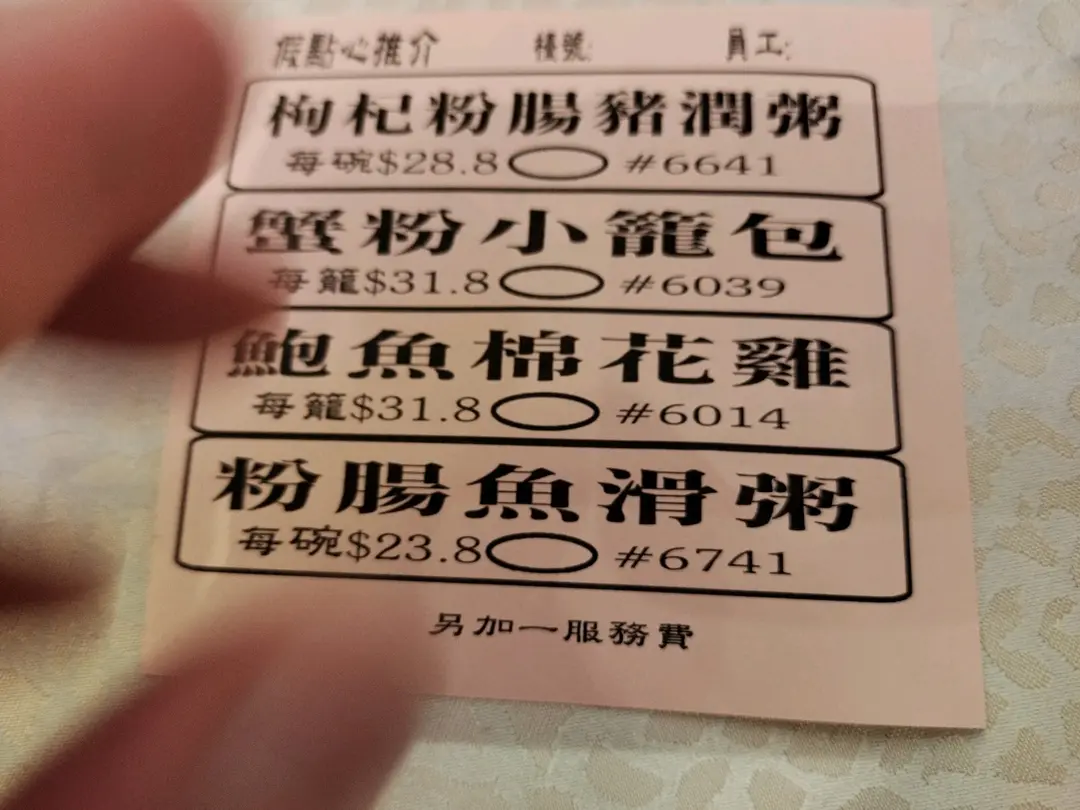 假點心推介 檯號: 員工:
枸杞粉腸豬潤粥
每碗$28.8 #6641
蟹粉小籠包
每籠$31.8 #6039
鮑魚棉花雞
每籠$31.8 #6014
粉腸魚滑粥
每碗$23.8 #6741
另加一服務費